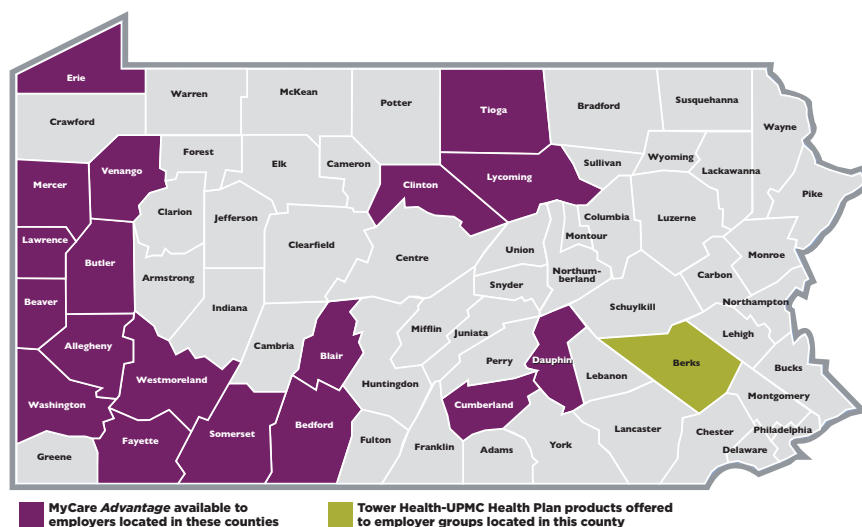 Erie
Warren
McKean
Potter
Tioga
Bradford
Susquehanna
Wayne
Crawford
Forest
Elk
Cameron
Clinton
Lycoming
Sullivan
Wyoming
Lackawanna
Pike
Mercer
Venango
Clarion
Jefferson
Clearfield
Centre
Union
Montour
Columbia
Luzerne
Monroe
Lawrence
Butler
Armstrong
Indiana
Snyder
Northum-
berland
Schuylkill
Carbon
Northampton
Beaver
Allegheny
Westmoreland
Cambria
Blair
Huntingdon
Mifflin
Juniata
Perry
Dauphin
Lebanon
Berks
Lehigh
Bucks
Montgomery
Washington
Greene
Fayette
Somerset
Bedford
Fulton
Franklin
Cumberland
Adams
York
Lancaster
Chester
Delaware
Philadelphia
MyCare Advantage available to
employers located in these counties
Tower Health-UPMC Health Plan products offered
to employer groups located in this county